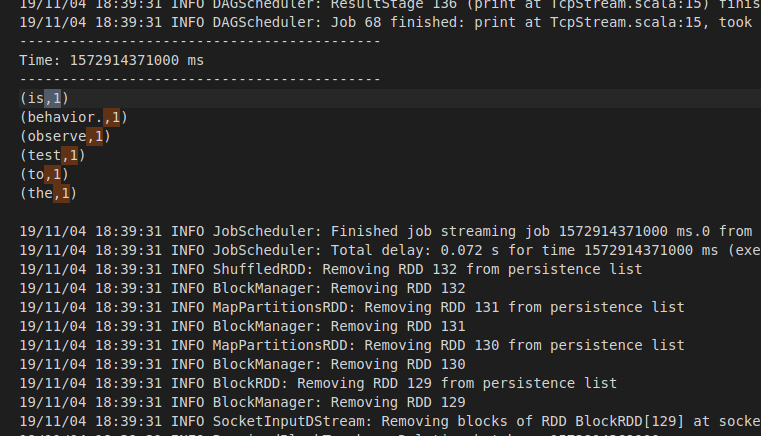 19/11/04 18:39:31 INFO DAGScheduler: ResultStage 136 (print at TcpStream.scala:15) finis
19/11/04 18:39:31 INFO DAGScheduler: Job 68 finished: print at TcpStream.scala:15, took
-------------------------------------------
Time: 1572914371000 ms
-------------------------------------------
(is,1)
(behavior.,1)
(observe,1)
(test,1)
(to,1)
(the,1)
19/11/04 18:39:31 INFO JobScheduler: Finished job streaming job 1572914371000 ms.0 from
19/11/04 18:39:31 INFO JobScheduler: Total delay: 0.072 s for time 1572914371000 ms (exe
19/11/04 18:39:31 INFO ShuffledRDD: Removing RDD 132 from persistence list
19/11/04 18:39:31 INFO BlockManager: Removing RDD 132
19/11/04 18:39:31 INFO MapPartitionsRDD: Removing RDD 131 from persistence list
19/11/04 18:39:31 INFO BlockManager: Removing RDD 131
19/11/04 18:39:31 INFO MapPartitionsRDD: Removing RDD 130 from persistence list
19/11/04 18:39:31 INFO BlockManager: Removing RDD 130
19/11/04 18:39:31 INFO BlockRDD: Removing RDD 129 from persistence list
19/11/04 18:39:31 INFO BlockManager: Removing RDD 129
19/11/04 18:39:31 INFO SocketInputDStream: Removing blocks of RDD BlockRDD[129] at socke